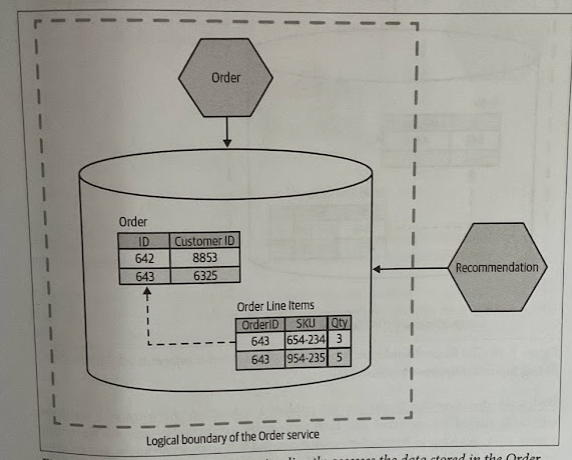 Order
Order
ID Customer ID
642 8853
643 6325
Recommendation
Order Line Items
OrderID SKU Qty
643 654-234 3
643 954-235 5
Logical boundary of the Order service
accesses the data stored in the Order